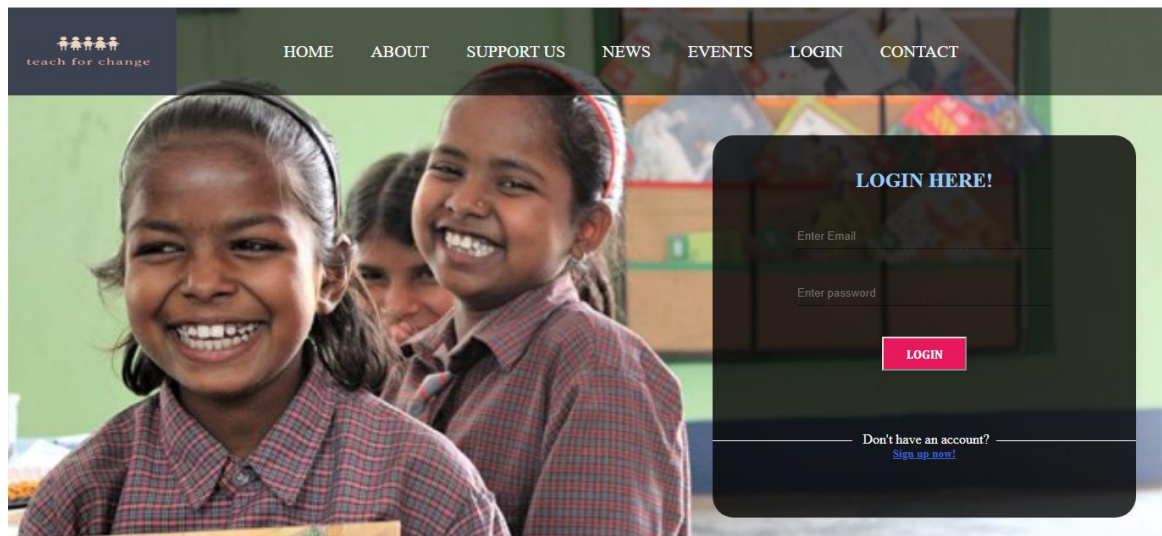 teach for change
HOME ABOUT SUPPORT US NEWS EVENTS LOGIN CONTACT
LOGIN HERE!
Enter Email
Enter password
LOGIN
Don't have an account?
Sign up now!